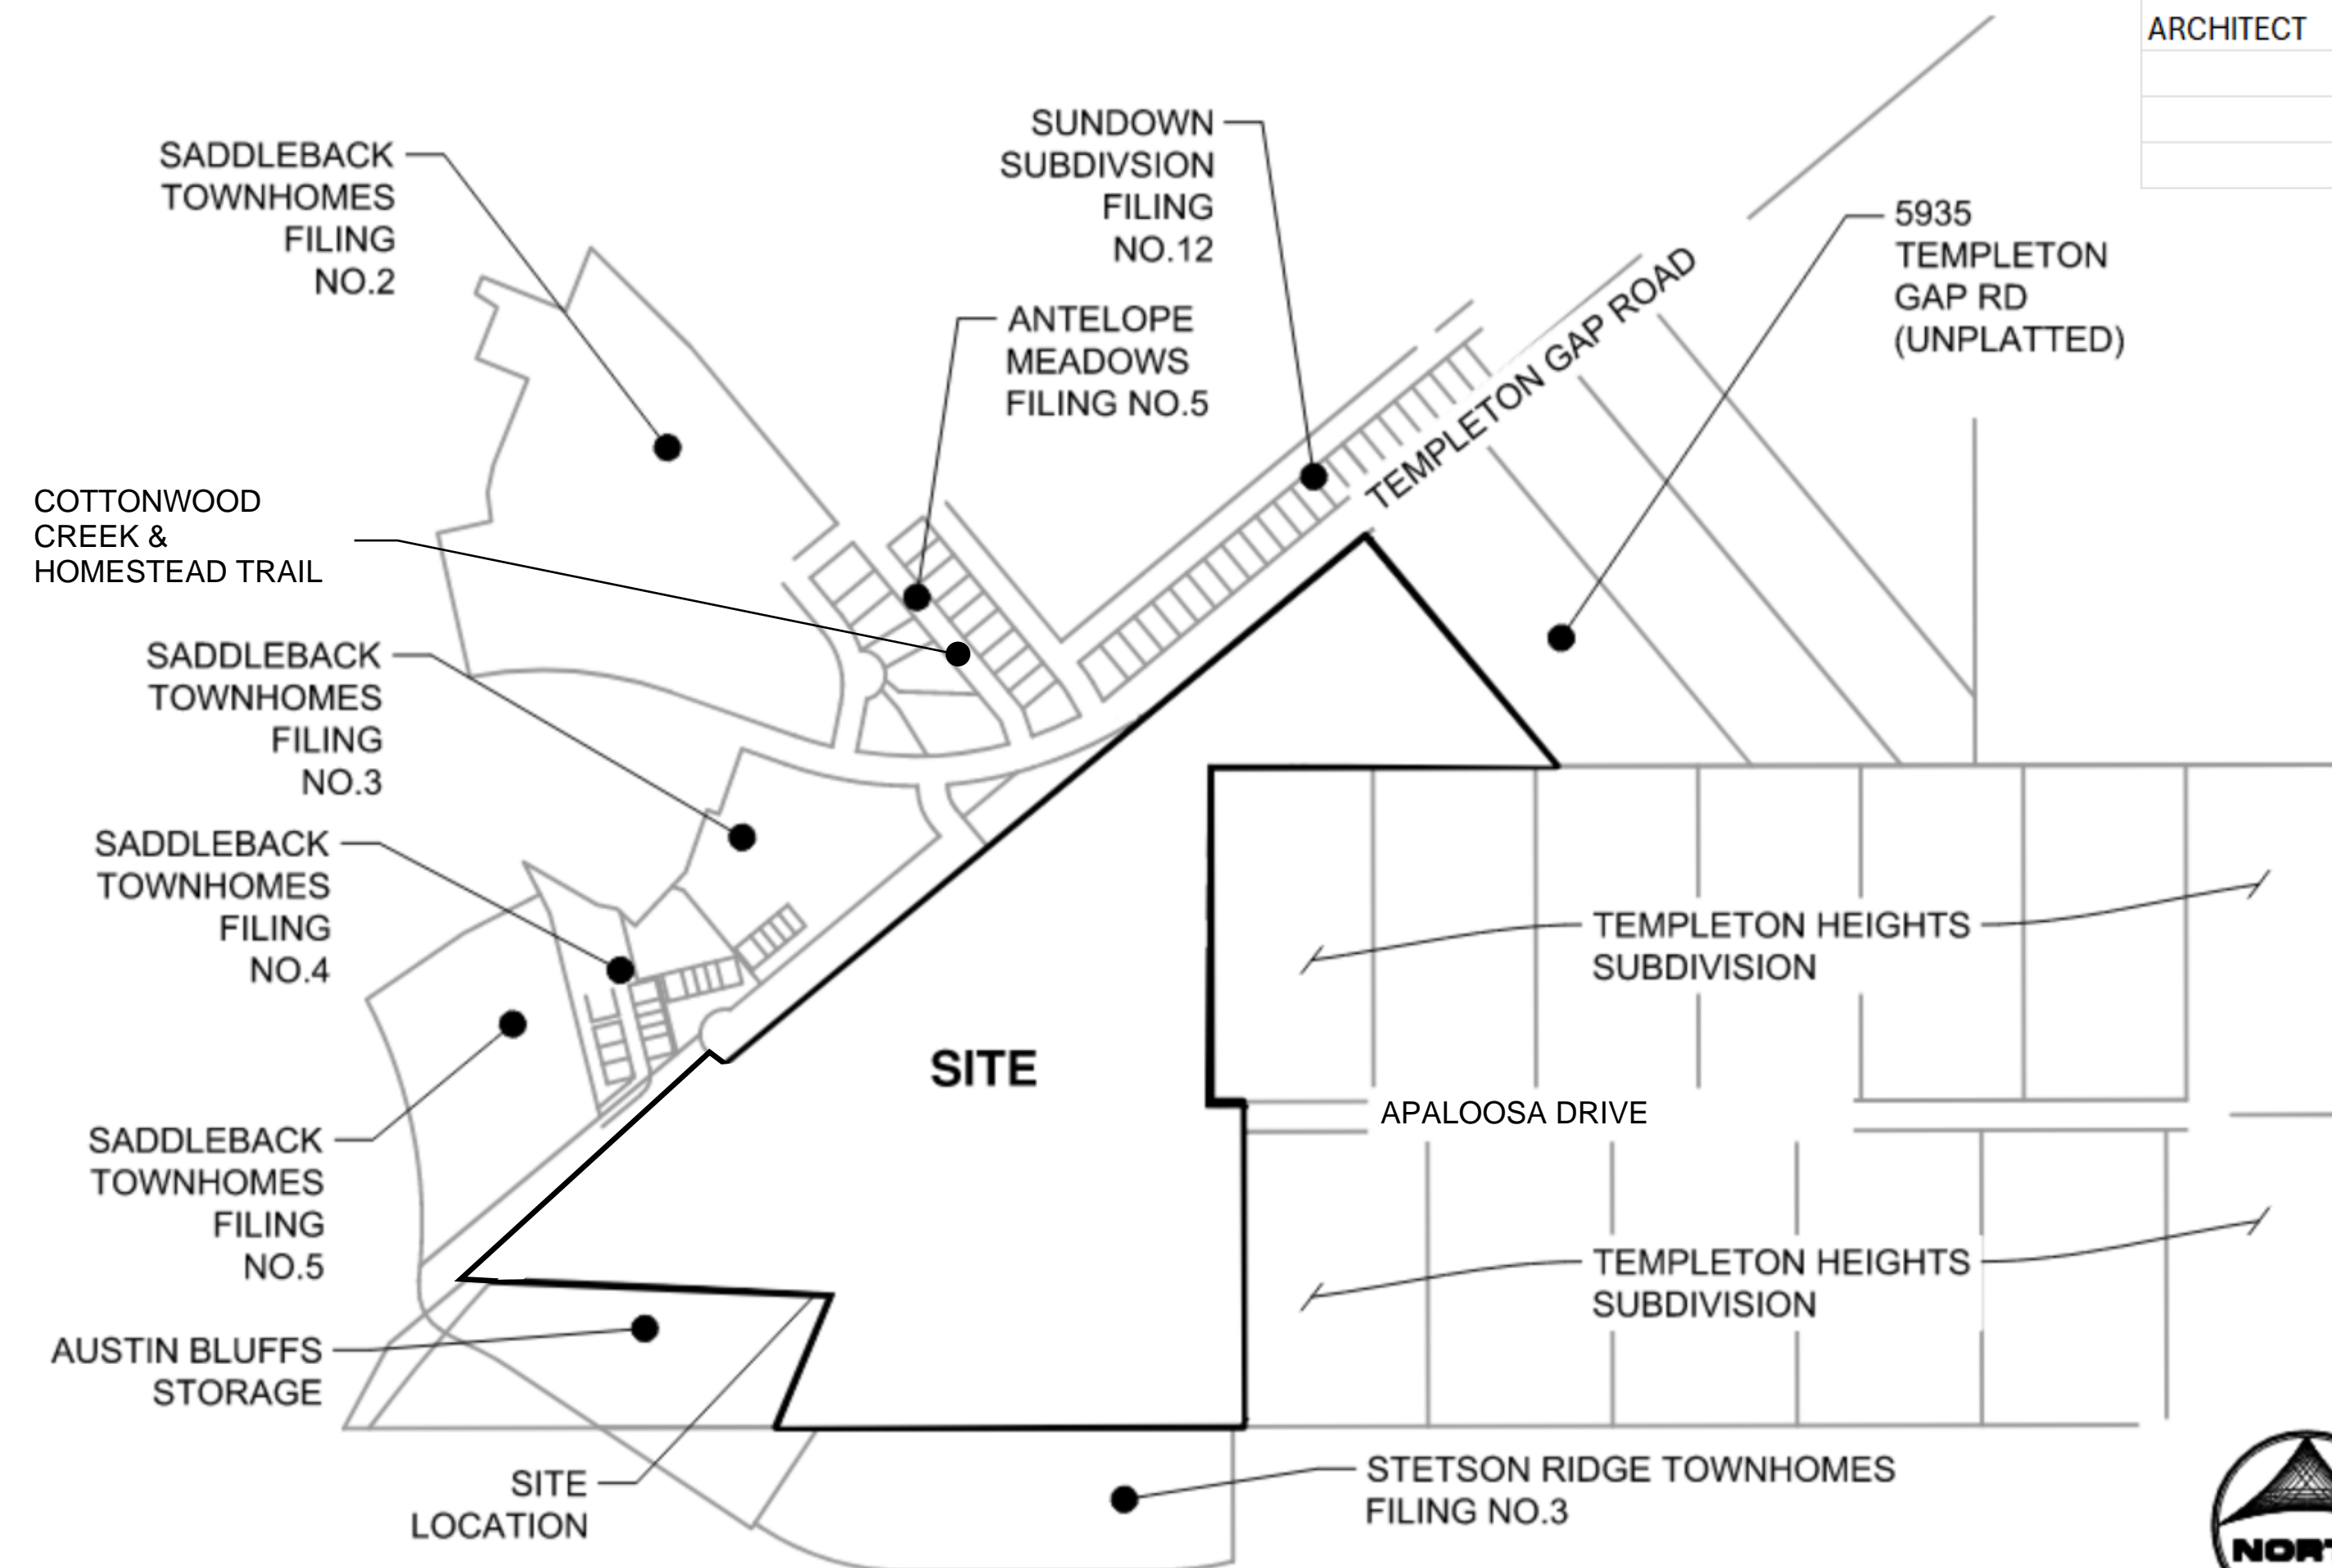 ARCHITECT
SADDLEBACK
TOWNHOMES
FILING
NO.2
SUNDOWN
SUBDIVSION
FILING
NO.12
5935
TEMPLETON
GAP RD
(UNPLATTED)
ANTELOPE
MEADOWS
FILING NO.5
TEMPLETON GAP ROAD
COTTONWOOD
CREEK &
HOMESTEAD TRAIL
SADDLEBACK
TOWNHOMES
FILING
NO.3
SADDLEBACK
TOWNHOMES
FILING
NO.4
TEMPLETON HEIGHTS
SUBDIVISION
SITE
APALOOSA DRIVE
SADDLEBACK
TOWNHOMES
FILING
NO.5
TEMPLETON HEIGHTS
SUBDIVISION
AUSTIN BLUFFS
STORAGE
SITE
LOCATION
STETSON RIDGE TOWNHOMES
FILING NO.3